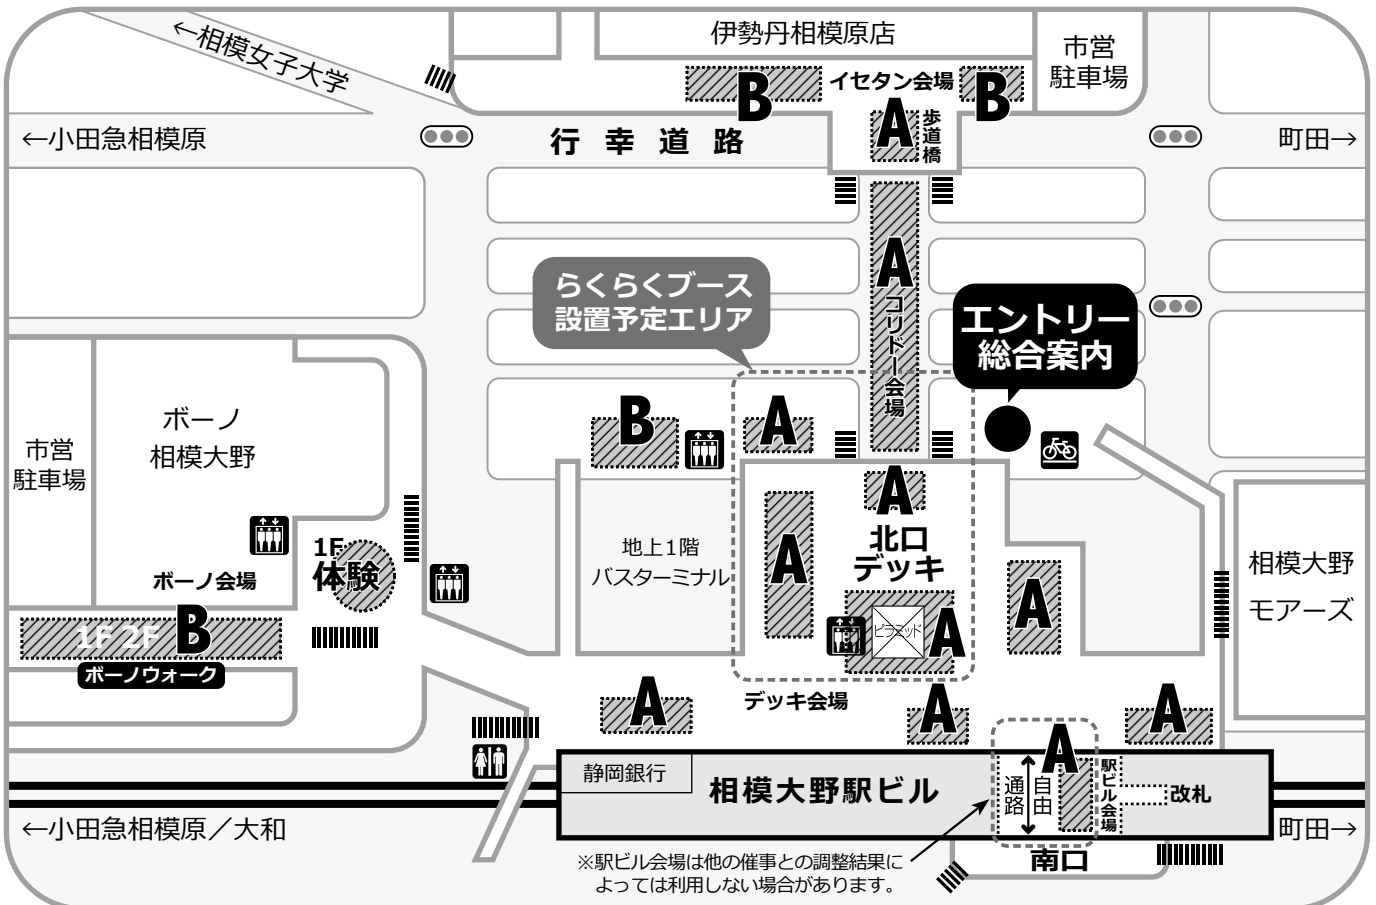 ←相模女子大学
伊勢丹相模原店
市営
駐車場
B
イセタン会場
B
A
歩道橋
←小田急相模原
行幸道路
町田→
A
コリドー会場
らくらくブース
設置予定エリア
エントリー
総合案内
ボーノ
相模大野
市営
駐車場
B
A
A
北口
デッキ
A
地上1階
バスターミナル
ピラミッド
A
A
相模大野
モアーズ
1F
体験
ボーノ会場
1F 2F B
ボーノウォーク
A
デッキ会場
A
A
A
静岡銀行
相模大野駅ビル
自由
通路
駅ビル会場
改札
←小田急相模原／大和
町田→
南口
※駅ビル会場は他の催事との調整結果に
よっては利用しない場合があります。